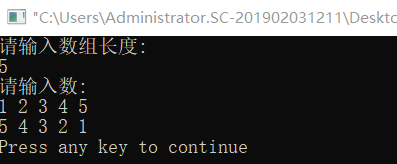 "C:\Users\Administrator.SC-201902031211\Deskto
请输入数组长度:
5
请输入数:
1 2 3 4 5
5 4 3 2 1
Press any key to continue